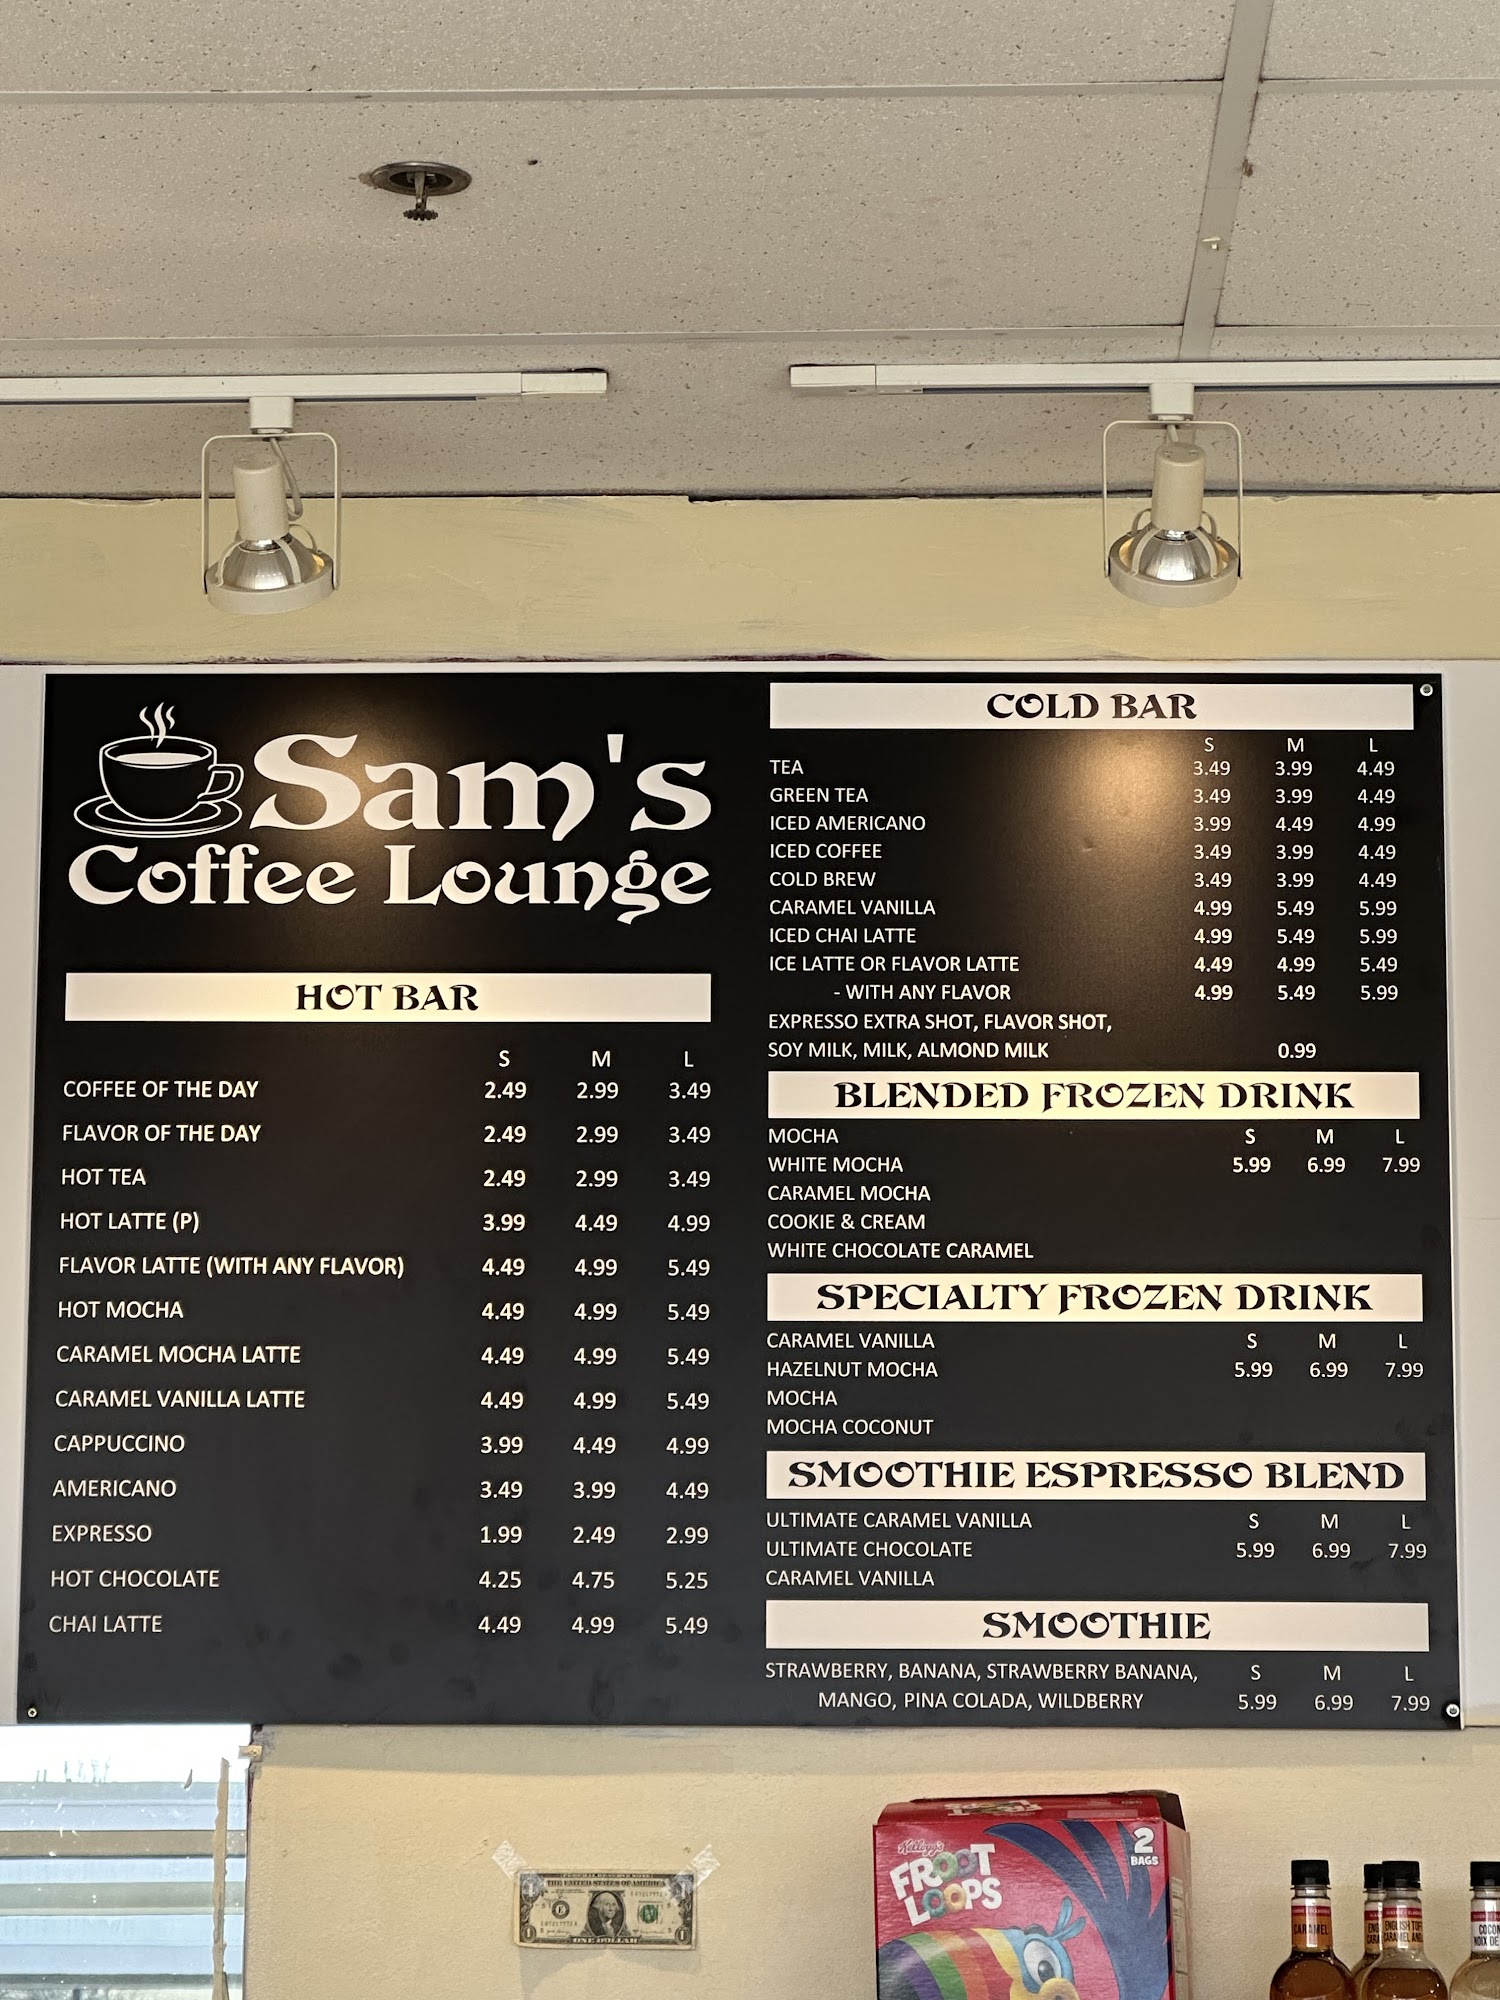 Sam's
Coffee Lounge
HOT BAR
S M L
COFFEE OF THE DAY 2.49 2.99 3.49
FLAVOR OF THE DAY 2.49 2.99 3.49
HOT TEA 2.49 2.99 3.49
HOT LATTE (P) 3.99 4.49 4.99
FLAVOR LATTE (WITH ANY FLAVOR) 4.49 4.99 5.49
HOT MOCHA 4.49 4.99 5.49
CARAMEL MOCHA LATTE 4.49 4.99 5.49
CARAMEL VANILLA LATTE 4.49 4.99 5.49
CAPPUCCINO 3.99 4.49 4.99
AMERICANO 3.49 3.99 4.49
EXPRESSO 1.99 2.49 2.99
HOT CHOCOLATE 4.25 4.75 5.25
CHAI LATTE 4.49 4.99 5.49
COLD BAR
S M L
TEA 3.49 3.99 4.49
GREEN TEA 3.49 3.99 4.49
ICED AMERICANO 3.99 4.49 4.99
ICED COFFEE 3.49 3.99 4.49
COLD BREW 3.49 3.99 4.49
CARAMEL VANILLA 4.99 5.49 5.99
ICED CHAI LATTE 4.99 5.49 5.99
ICE LATTE OR FLAVOR LATTE 4.49 4.99 5.49
- WITH ANY FLAVOR 4.99 5.49 5.99
EXPRESSO EXTRA SHOT, FLAVOR SHOT,
SOY MILK, MILK, ALMOND MILK 0.99
BLENDED FROZEN DRINK
MOCHA S M L
WHITE MOCHA 5.99 6.99 7.99
CARAMEL MOCHA
COOKIE & CREAM
WHITE CHOCOLATE CARAMEL
SPECIALTY FROZEN DRINK
CARAMEL VANILLA S M L
HAZELNUT MOCHA 5.99 6.99 7.99
MOCHA
MOCHA COCONUT
SMOOTHIE ESPRESSO BLEND
ULTIMATE CARAMEL VANILLA S M L
ULTIMATE CHOCOLATE 5.99 6.99 7.99
CARAMEL VANILLA
SMOOTHIE
STRAWBERRY, BANANA, STRAWBERRY BANANA, S M L
MANGO, PINA COLADA, WILDBERRY 5.99 6.99 7.99
FEDERAL RESERVE NOTE
THE UNITED STATES OF AMERICA
ONE DOLLAR
Kellogg's
FROOT
LOOPS
2
BAGS
CARAMEL
ENGLISH TOFF